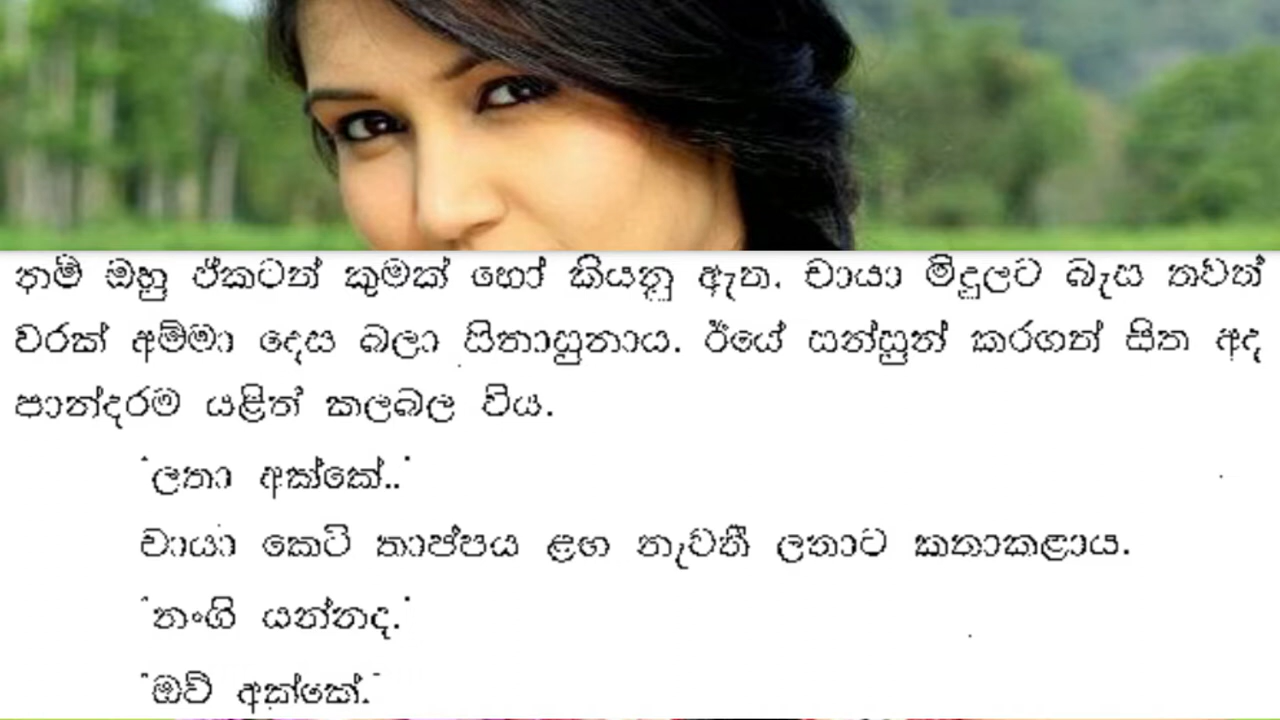 නම් ඔහු ඒකටත් කුමක් හෝ කියනු ඇත. චායා මිදුලට බැස තවත්
වරක් අම්මා දෙස බලා සිනාසුනාය. ඊයේ සන්සුන් කරගත් සිත අද
පාන්දරම යළිත් කලබල විය.
"ලතා අක්කේ.."
චායා කෙටි තාප්පය ළඟ නැවතී ලතාට කතාකළාය.
"නංගි යන්නද."
"ඔව් අක්කේ."